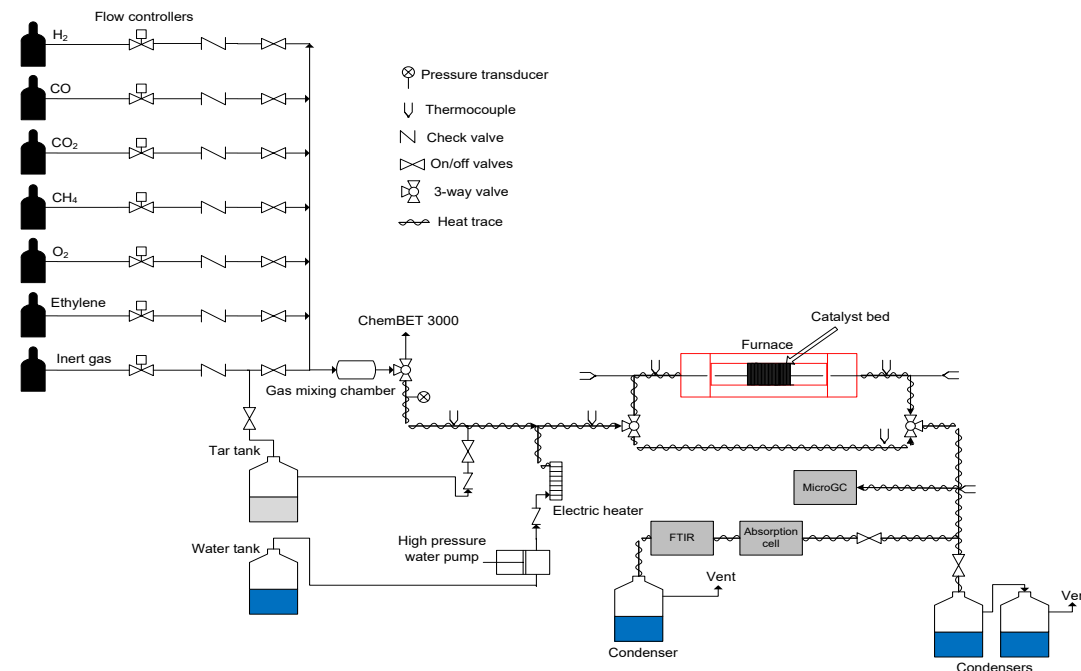 Flow controllers
H₂
CO
CO₂
CH₄
O₂
Ethylene
Inert gas
Pressure transducer
Thermocouple
Check valve
On/off valves
3-way valve
Heat trace
ChemBET 3000
Gas mixing chamber
Catalyst bed
Furnace
Tar tank
Water tank
High pressure
water pump
Electric heater
MicroGC
FTIR
Absorption
cell
Vent
Condenser
Ven
Condensers